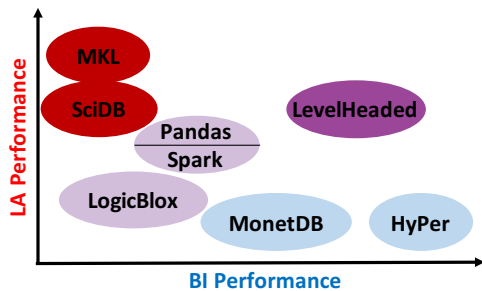 LA Performance
MKL
SciDB
LevelHeaded
Pandas
Spark
LogicBlox
MonetDB
HyPer
BI Performance